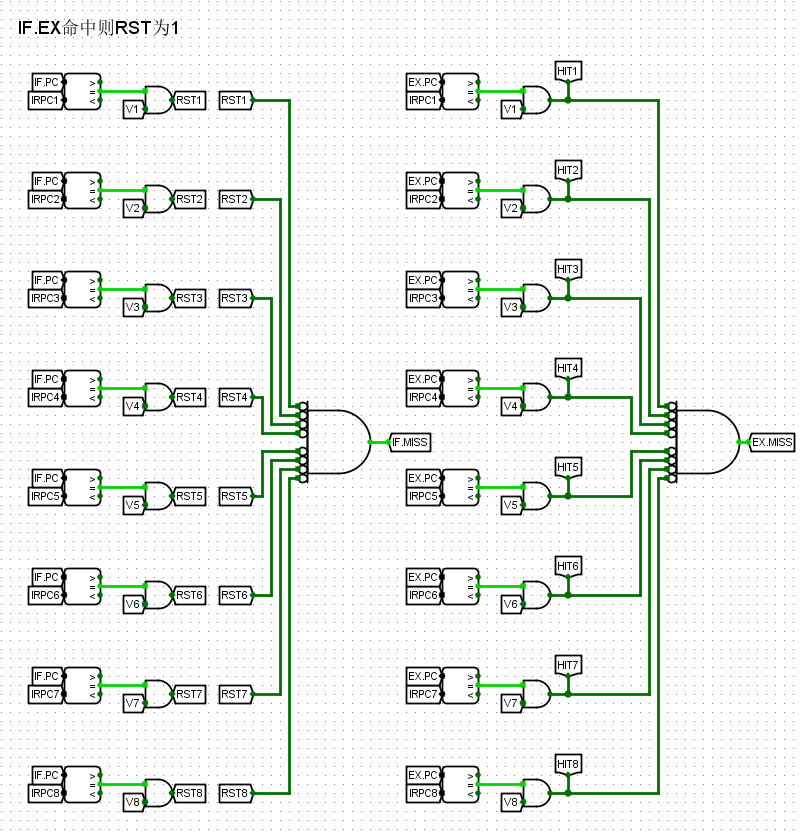 IF.EX命中则RST为1
IF.PC > EX.PC > HIT1
IRPC1 = < V1 RST1 RST1 IRPC1 = < V1
IF.PC > EX.PC > HIT2
IRPC2 = < V2 RST2 RST2 IRPC2 = < V2
IF.PC > EX.PC > HIT3
IRPC3 = < V3 RST3 RST3 IRPC3 = < V3
IF.PC > EX.PC > HIT4
IRPC4 = < V4 RST4 RST4 IRPC4 = < V4
IF.MISS EX.MISS
IF.PC > EX.PC > HIT5
IRPC5 = < V5 RST5 RST5 IRPC5 = < V5
IF.PC > EX.PC > HIT6
IRPC6 = < V6 RST6 RST6 IRPC6 = < V6
IF.PC > EX.PC > HIT7
IRPC7 = < V7 RST7 RST7 IRPC7 = < V7
IF.PC > EX.PC > HIT8
IRPC8 = < V8 RST8 RST8 IRPC8 = < V8